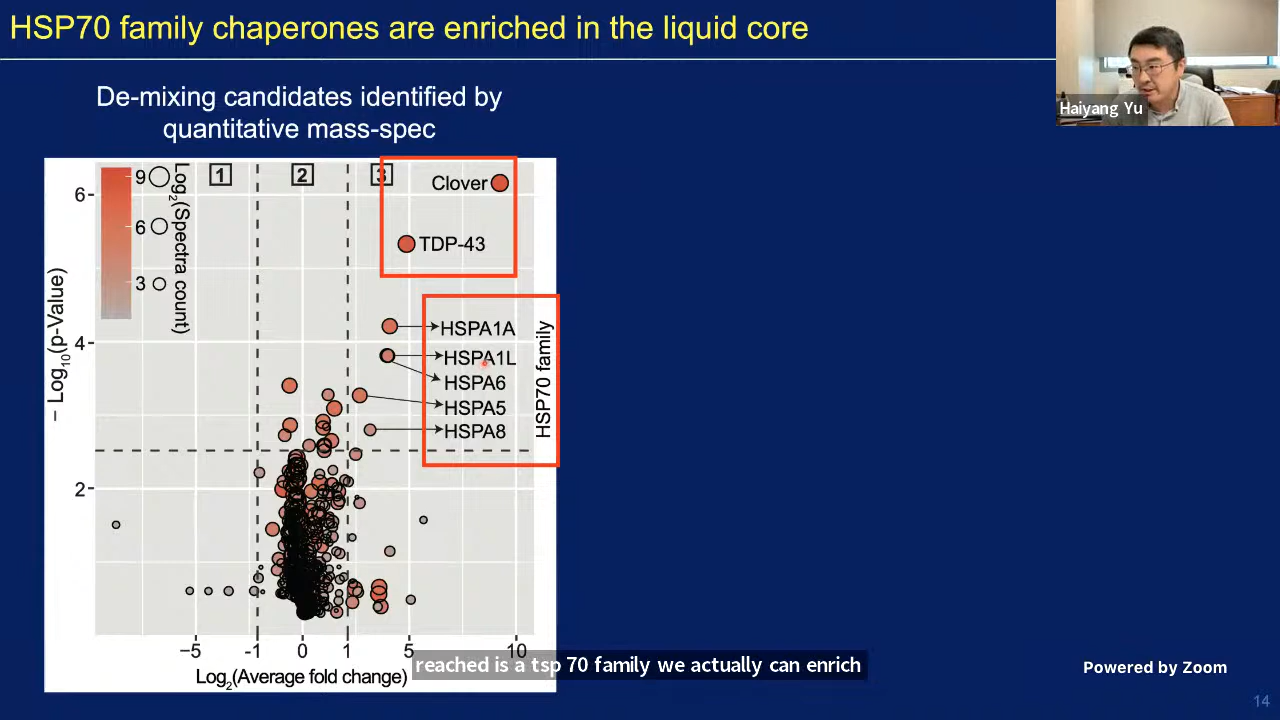 HSP70 family chaperones are enriched in the liquid core
Haiyang Yu
De-mixing candidates identified by
quantitative mass-spec
9
6
3
Log2(Spectra count)
1
2
3
Clover
TDP-43
HSPA1A
HSPA1L
HSPA6
HSPA5
HSPA8
HSP70 family
− Log10(p-Value)
6
4
2
−5
-1
0
1
5
10
Log2(Average fold change)
reached is a tsp 70 family we actually can enrich
Powered by Zoom
14